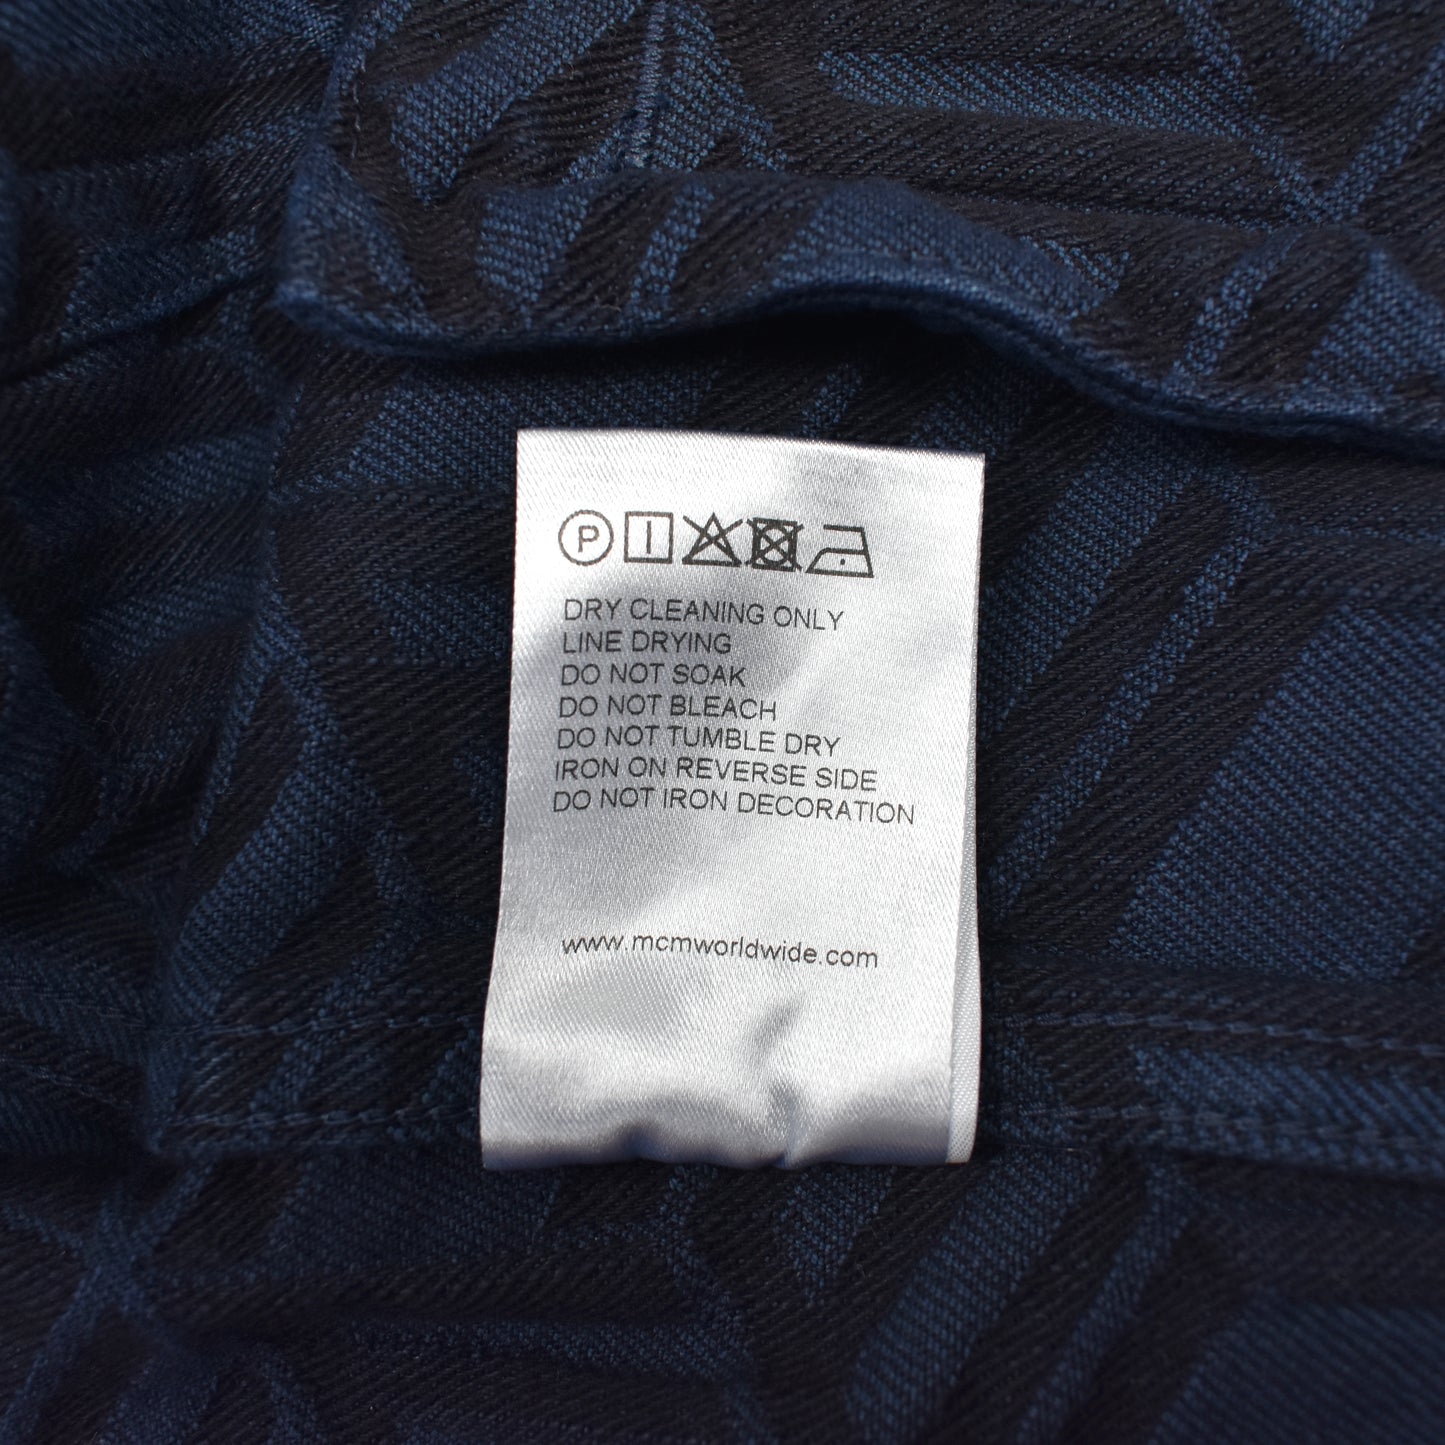 P
DRY CLEANING ONLY
LINE DRYING
DO NOT SOAK
DO NOT BLEACH
DO NOT TUMBLE DRY
IRON ON REVERSE SIDE
DO NOT IRON DECORATION
www.mcmworldwide.com